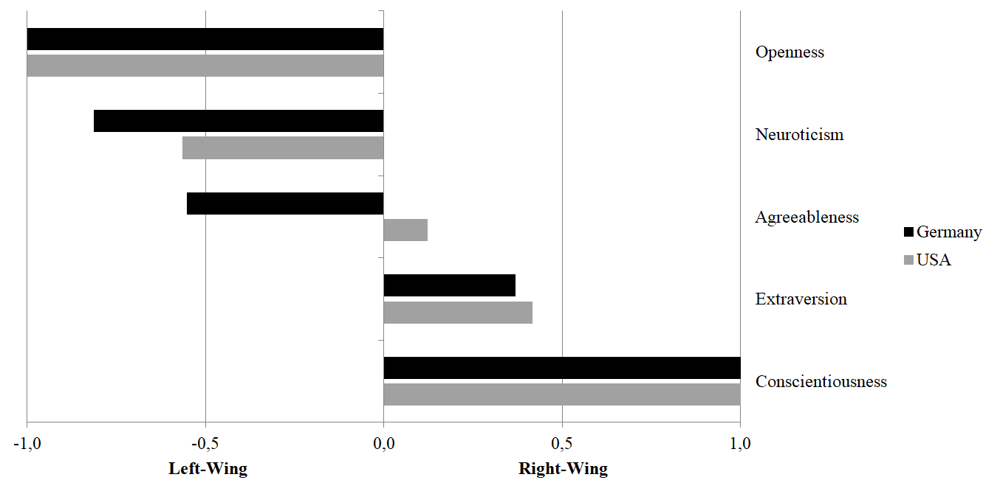 Openness
Neuroticism
Agreeableness
Germany
USA
Extraversion
Conscientiousness
-1,0 -0,5 0,0 0,5 1,0
Left-Wing Right-Wing